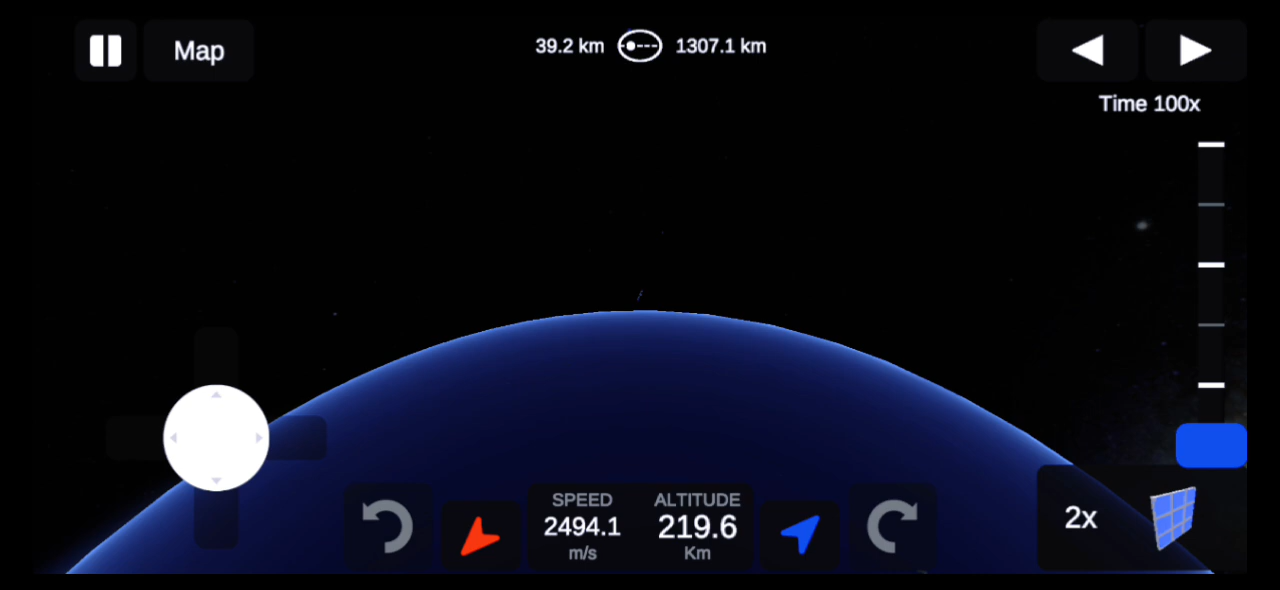 Map
39.2 km 1307.1 km
Time 100x
SPEED ALTITUDE
2494.1 219.6
m/s Km
2x